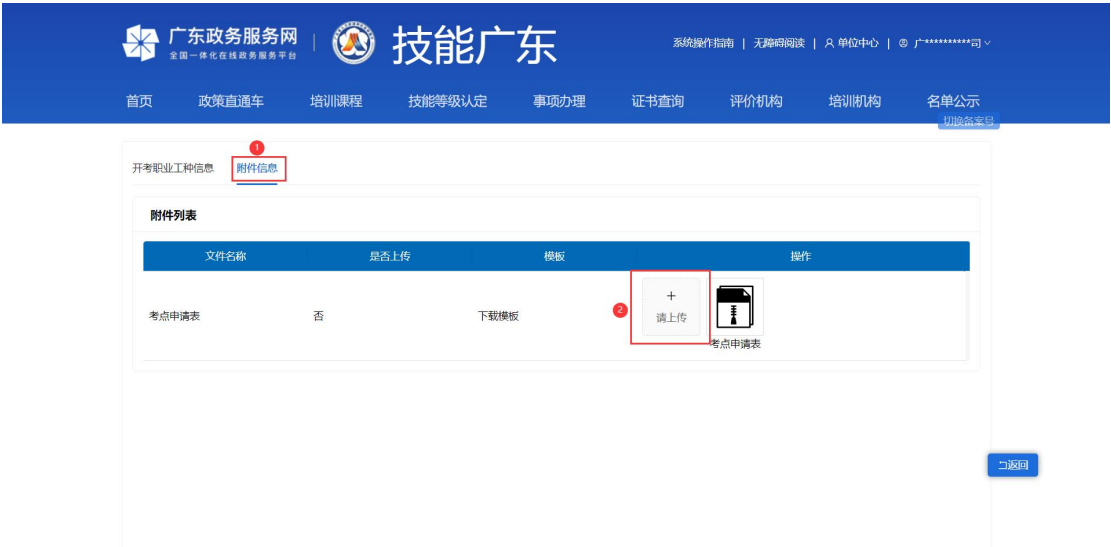 广东政务服务网
全国一体化在线政务服务平台
技能广东
系统操作指南 | 无障碍阅读 | 单位中心 | 广**********司
首页 政策直通车 培训课程 技能等级认定 事项办理 证书查询 评价机构 培训机构 名单公示
切换备案号
1
开考职业工种信息 附件信息
附件列表
文件名称 是否上传 模板 操作
考点申请表 否 下载模板 2 + 请上传
考点申请表
返回